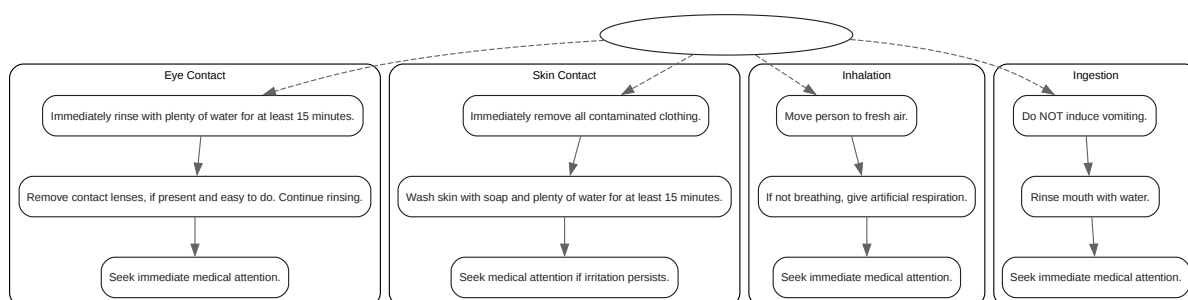 Eye Contact
Immediately rinse with plenty of water for at least 15 minutes.
Remove contact lenses, if present and easy to do. Continue rinsing.
Seek immediate medical attention.
Skin Contact
Immediately remove all contaminated clothing.
Wash skin with soap and plenty of water for at least 15 minutes.
Seek medical attention if irritation persists.
Inhalation
Move person to fresh air.
If not breathing, give artificial respiration.
Seek immediate medical attention.
Ingestion
Do NOT induce vomiting.
Rinse mouth with water.
Seek immediate medical attention.